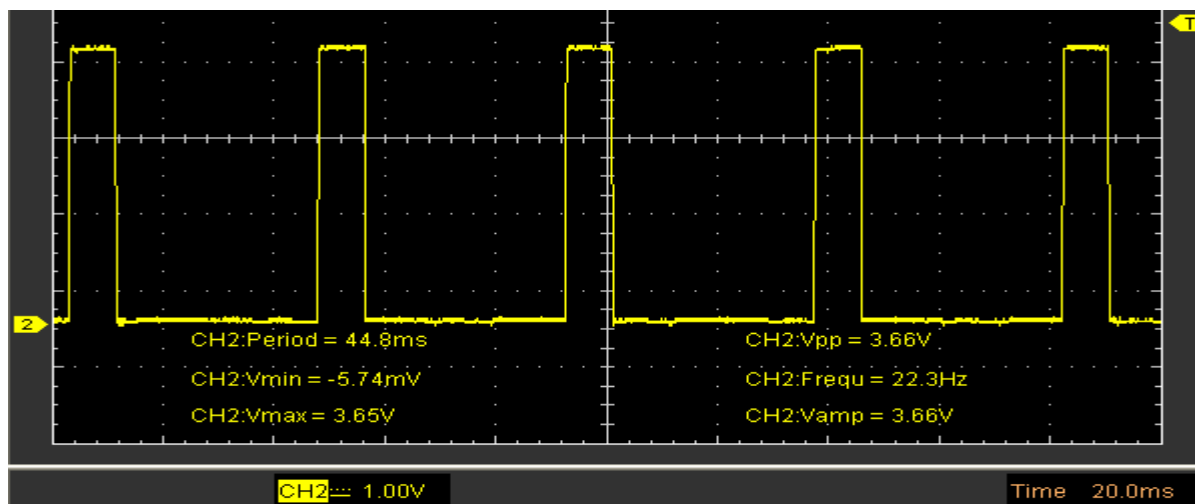 T
2
CH2:Period = 44.8ms
CH2:Vpp = 3.66V
CH2:Vmin = -5.74mV
CH2:Frequ = 22.3Hz
CH2:Vmax = 3.65V
CH2:Vamp = 3.66V
CH2 1.00V
Time 20.0ms